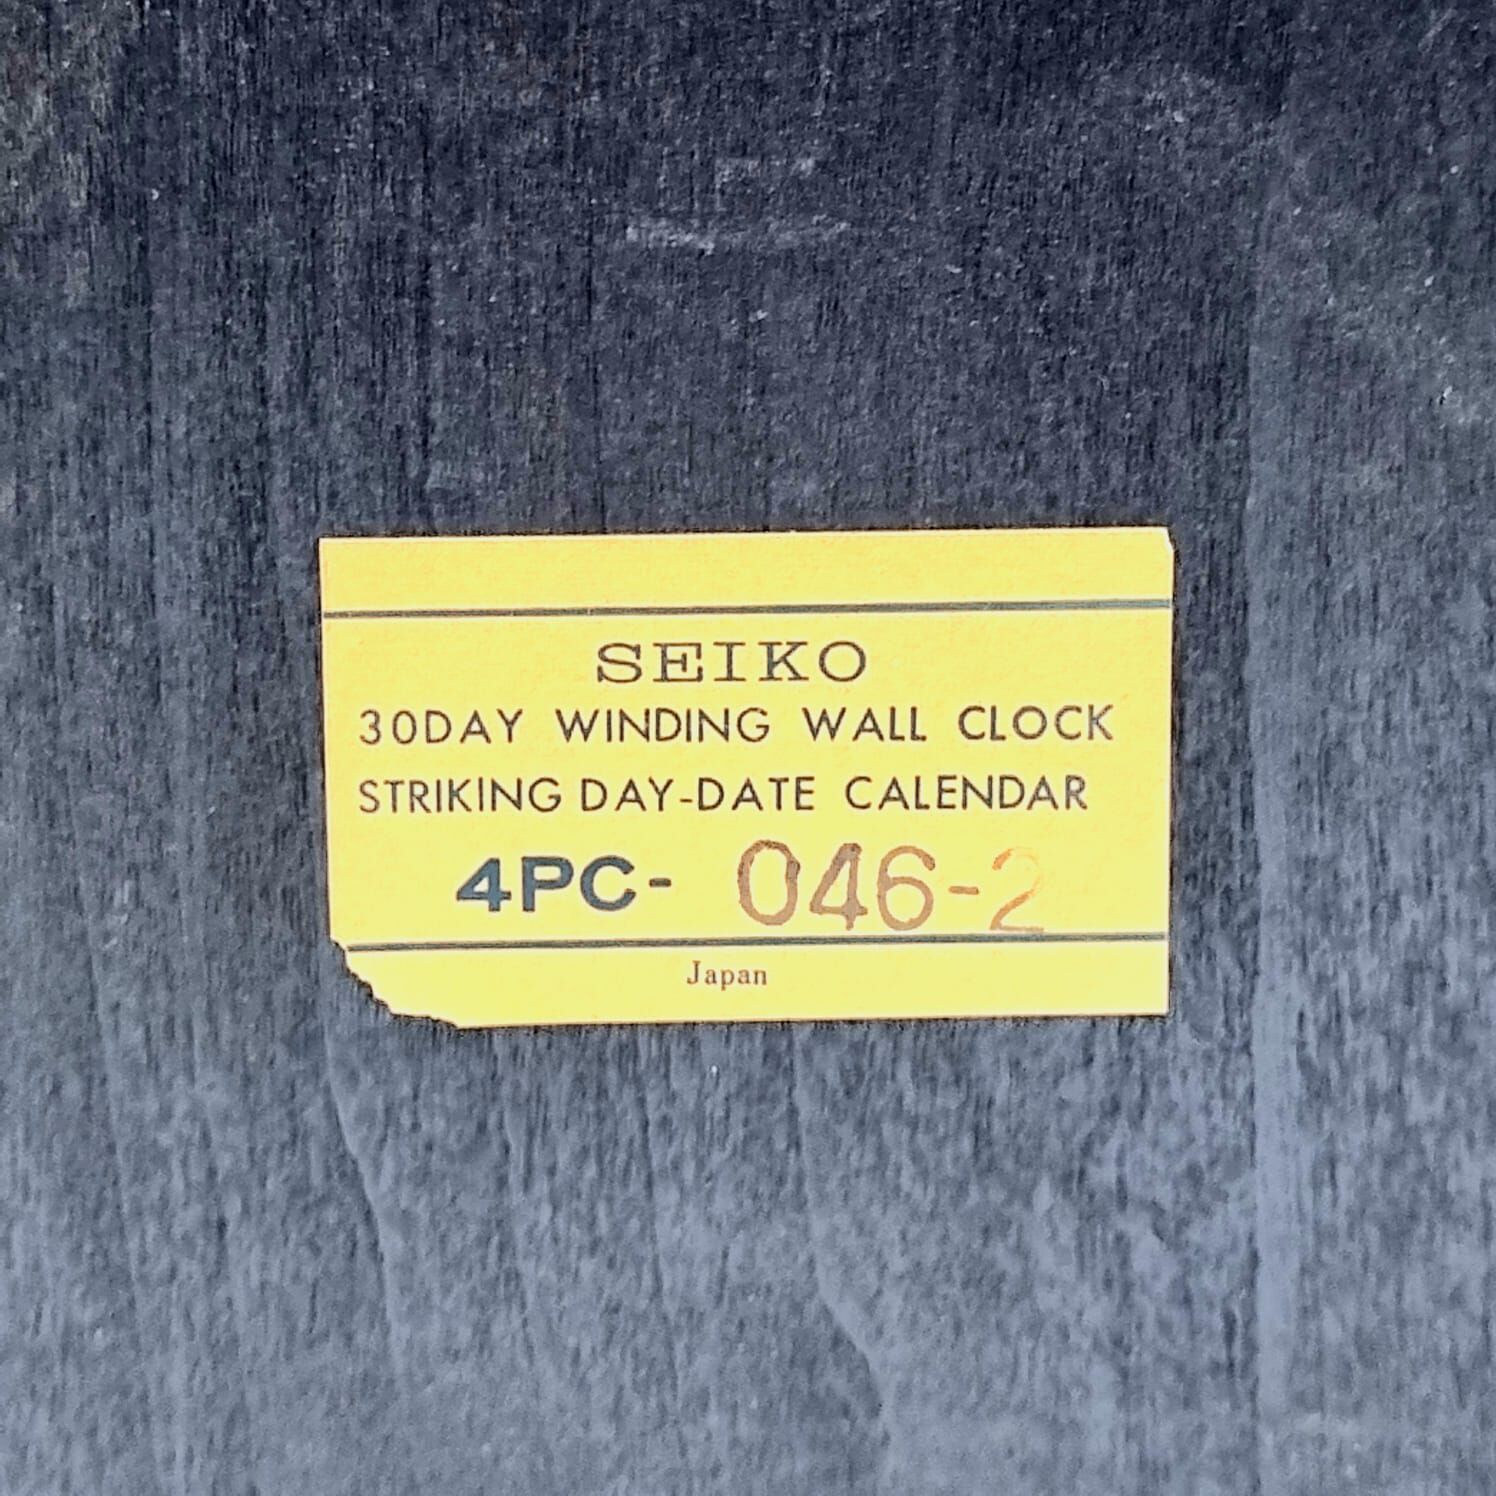 SEIKO
30DAY WINDING WALL CLOCK
STRIKING DAY-DATE CALENDAR
4PC- 046-2
Japan